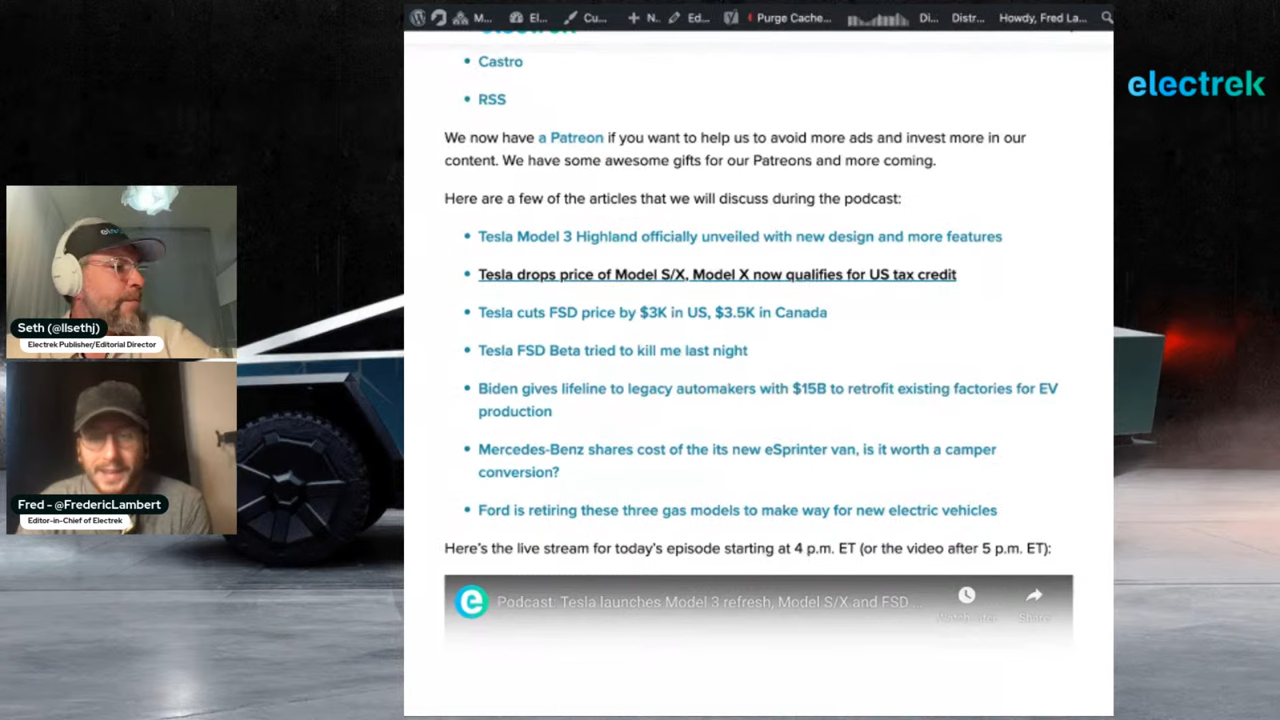 M... El... Cu... N. Ed... Purge Cache... Di... Distr... Howdy, Fred La...
electrek
Castro
RSS
We now have a Patreon if you want to help us to avoid more ads and invest more in our
content. We have some awesome gifts for our Patreons and more coming.
Here are a few of the articles that we will discuss during the podcast:
Tesla Model 3 Highland officially unveiled with new design and more features
Tesla drops price of Model S/X, Model X now qualifies for US tax credit
Tesla cuts FSD price by $3K in US, $3.5K in Canada
Tesla FSD Beta tried to kill me last night
Biden gives lifeline to legacy automakers with $15B to retrofit existing factories for EV
production
Mercedes-Benz shares cost of the its new eSprinter van, is it worth a camper
conversion?
Ford is retiring these three gas models to make way for new electric vehicles
Here's the live stream for today's episode starting at 4 p.m. ET (or the video after 5 p.m. ET):
Podcast: Tesla launches Model 3 refresh, Model S/X and FSD...
Watch later Share
Seth (@llsethj)
Electrek Publisher/Editorial Director
Fred - @FredericLambert
Editor-in-Chief of Electrek
electrek